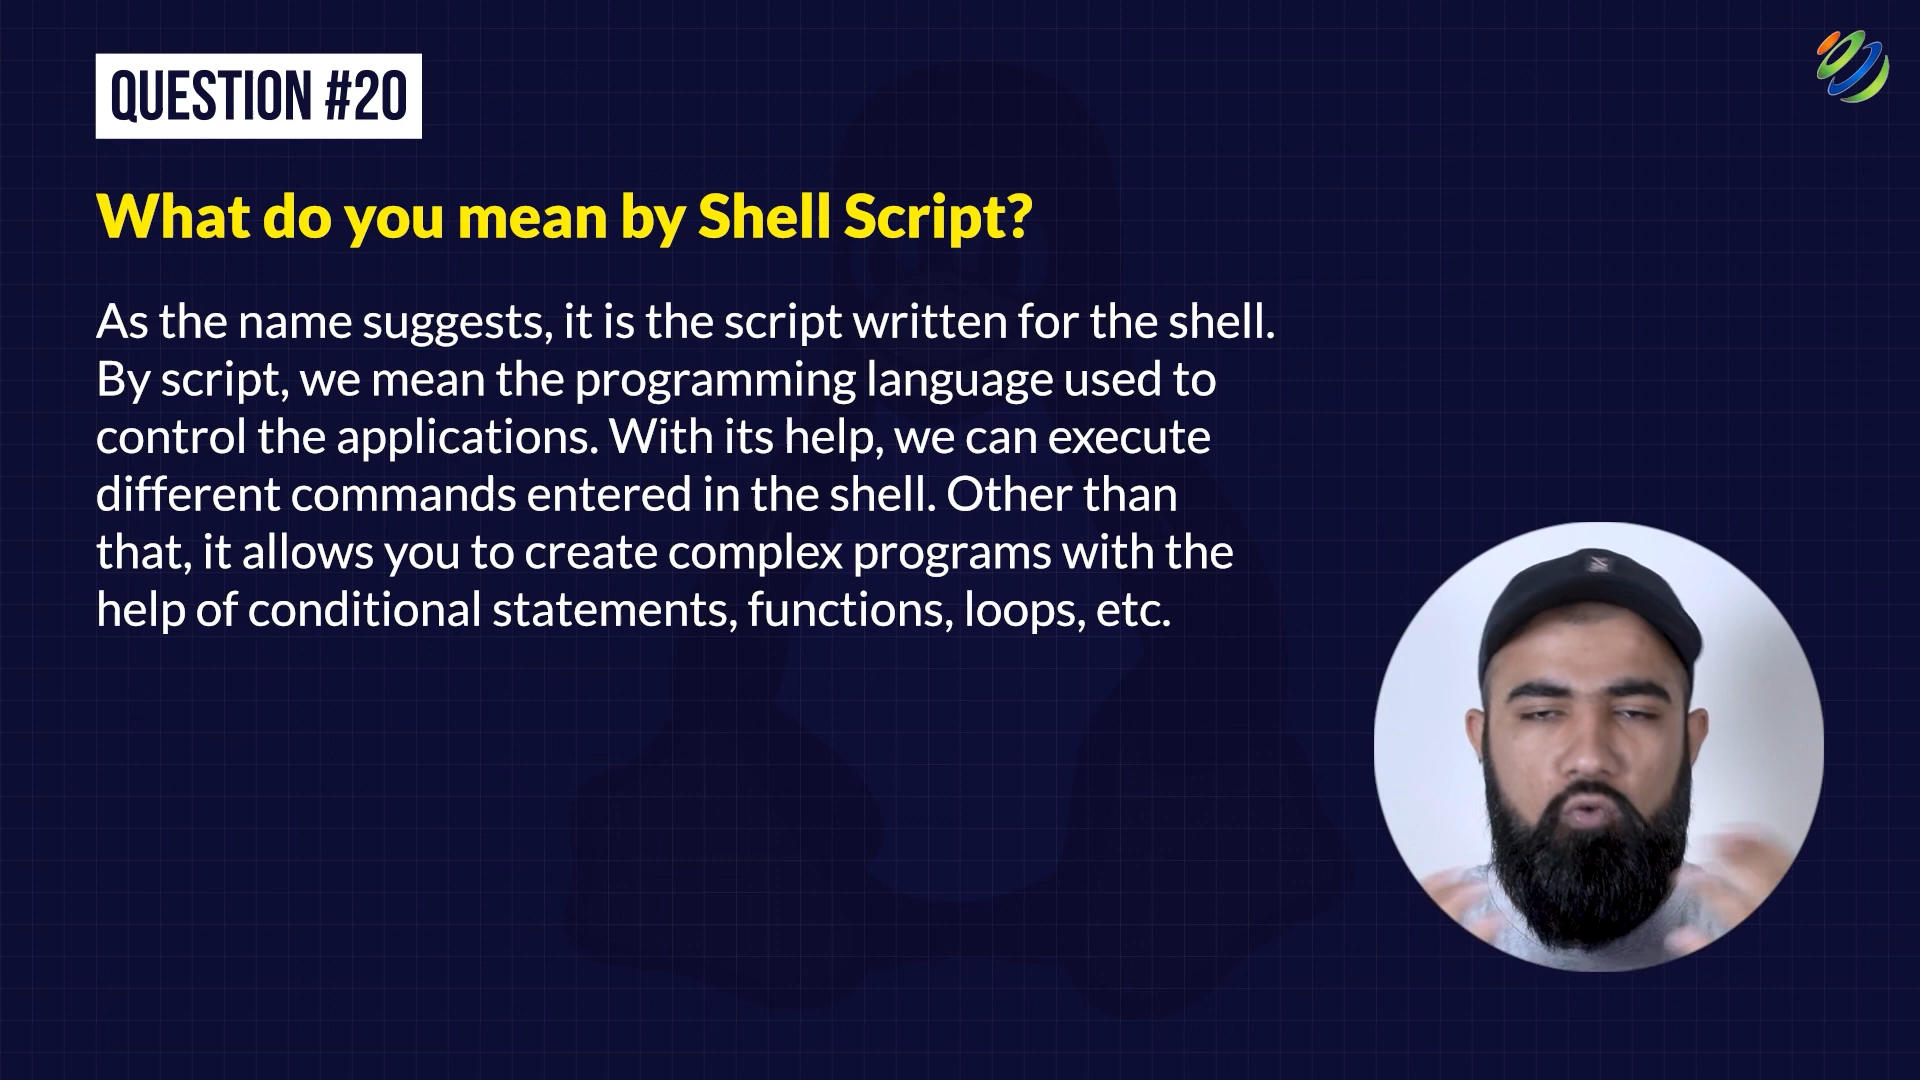 QUESTION #20
What do you mean by Shell Script?
As the name suggests, it is the script written for the shell.
By script, we mean the programming language used to
control the applications. With its help, we can execute
different commands entered in the shell. Other than
that, it allows you to create complex programs with the
help of conditional statements, functions, loops, etc.